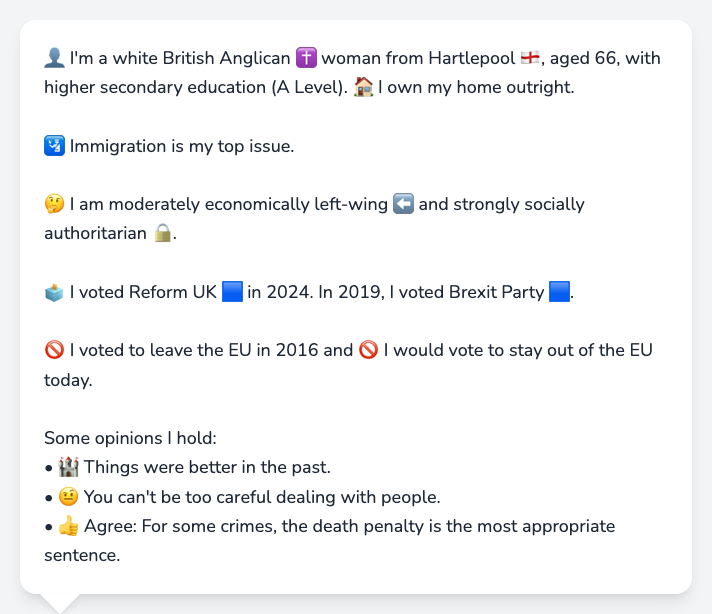 👤 I'm a white British Anglican ✝️ woman from Hartlepool 🏴󠁧󠁢󠁥󠁮󠁧󠁿, aged 66, with
higher secondary education (A Level). 🏠 I own my home outright.
🛂 Immigration is my top issue.
🤔 I am moderately economically left-wing ⬅️ and strongly socially
authoritarian 🔒.
🗳️ I voted Reform UK 🟦 in 2024. In 2019, I voted Brexit Party 🟦.
🚫 I voted to leave the EU in 2016 and 🚫 I would vote to stay out of the EU
today.
Some opinions I hold:
• 🏰 Things were better in the past.
• 🤨 You can't be too careful dealing with people.
• 👍 Agree: For some crimes, the death penalty is the most appropriate
sentence.